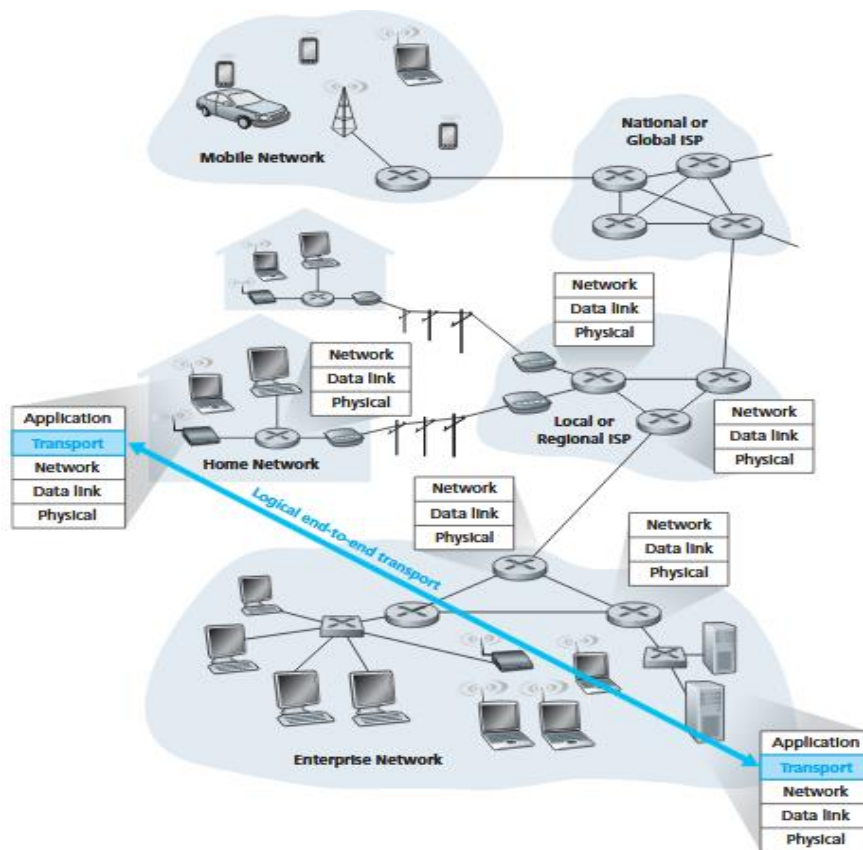 National or
Global ISP
Mobile Network
Network
Data link
Physical
Network
Data link
Physical
Application
Transport
Network
Data link
Physical
Home Network
Local or
Regional ISP
Network
Data link
Physical
Logical end-to-end transport
Network
Data link
Physical
Network
Data link
Physical
Enterprise Network
Application
Transport
Network
Data link
Physical